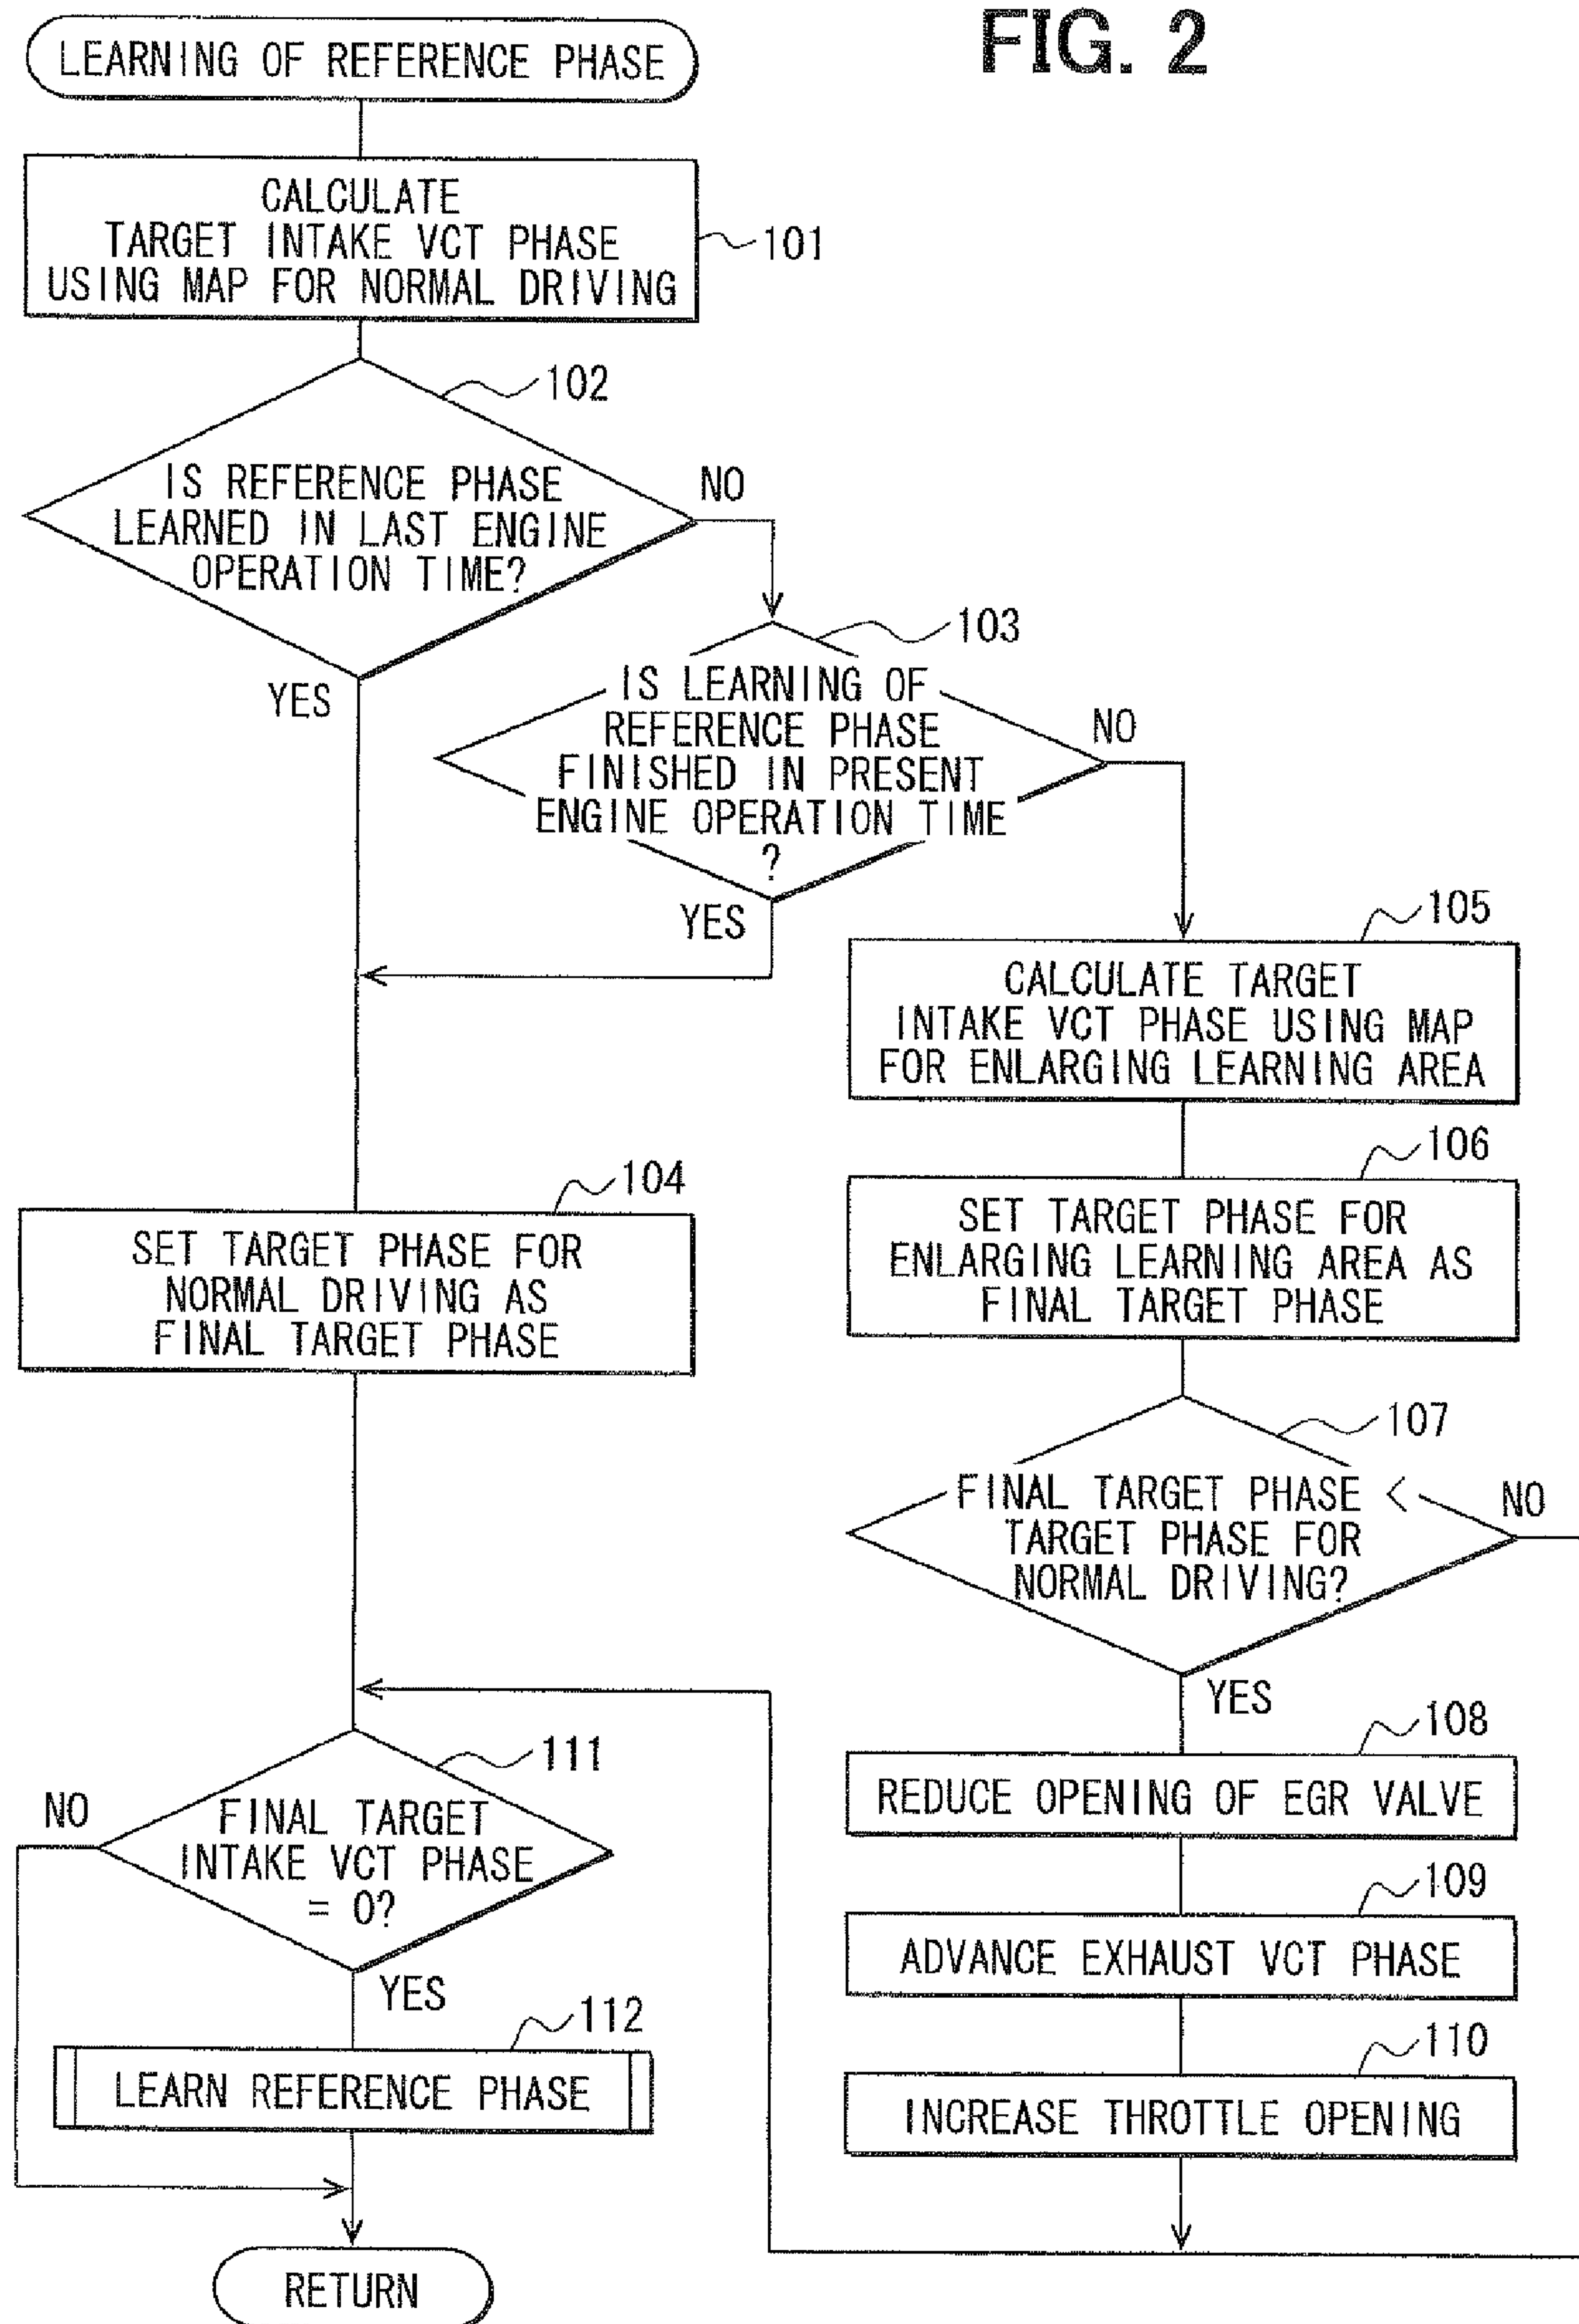 FIG. 2
LEARNING OF REFERENCE PHASE
CALCULATE
TARGET INTAKE VCT PHASE
USING MAP FOR NORMAL DRIVING
101
102
IS REFERENCE PHASE
LEARNED IN LAST ENGINE
OPERATION TIME?
NO
YES
103
IS LEARNING OF
REFERENCE PHASE
FINISHED IN PRESENT
ENGINE OPERATION TIME
?
NO
YES
104
SET TARGET PHASE FOR
NORMAL DRIVING AS
FINAL TARGET PHASE
105
CALCULATE TARGET
INTAKE VCT PHASE USING MAP
FOR ENLARGING LEARNING AREA
106
SET TARGET PHASE FOR
ENLARGING LEARNING AREA AS
FINAL TARGET PHASE
107
FINAL TARGET PHASE <
TARGET PHASE FOR
NORMAL DRIVING?
NO
YES
108
REDUCE OPENING OF EGR VALVE
109
ADVANCE EXHAUST VCT PHASE
110
INCREASE THROTTLE OPENING
111
FINAL TARGET
INTAKE VCT PHASE
= 0?
NO
YES
112
LEARN REFERENCE PHASE
RETURN